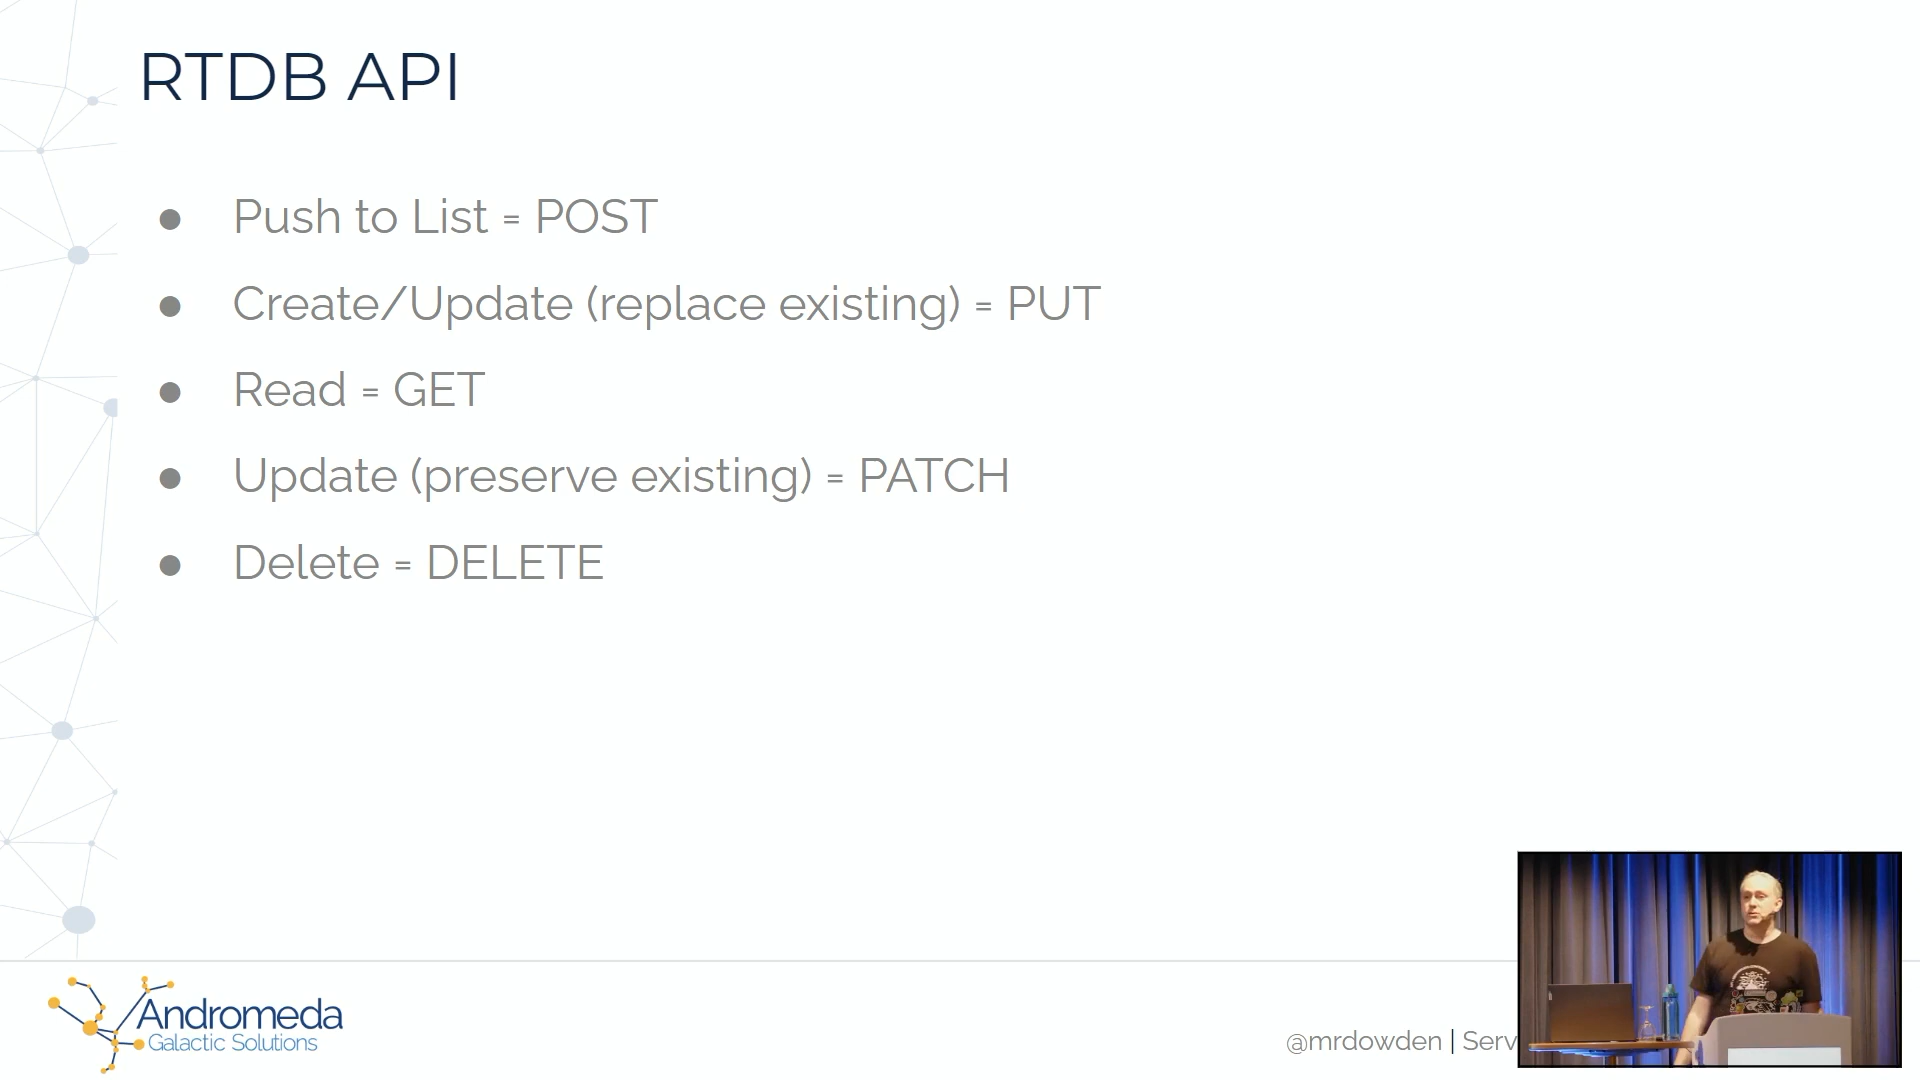 RTDB API
● Push to List = POST
● Create/Update (replace existing) = PUT
● Read = GET
● Update (preserve existing) = PATCH
● Delete = DELETE
Andromeda
Galactic Solutions
@mrdowden | Serv